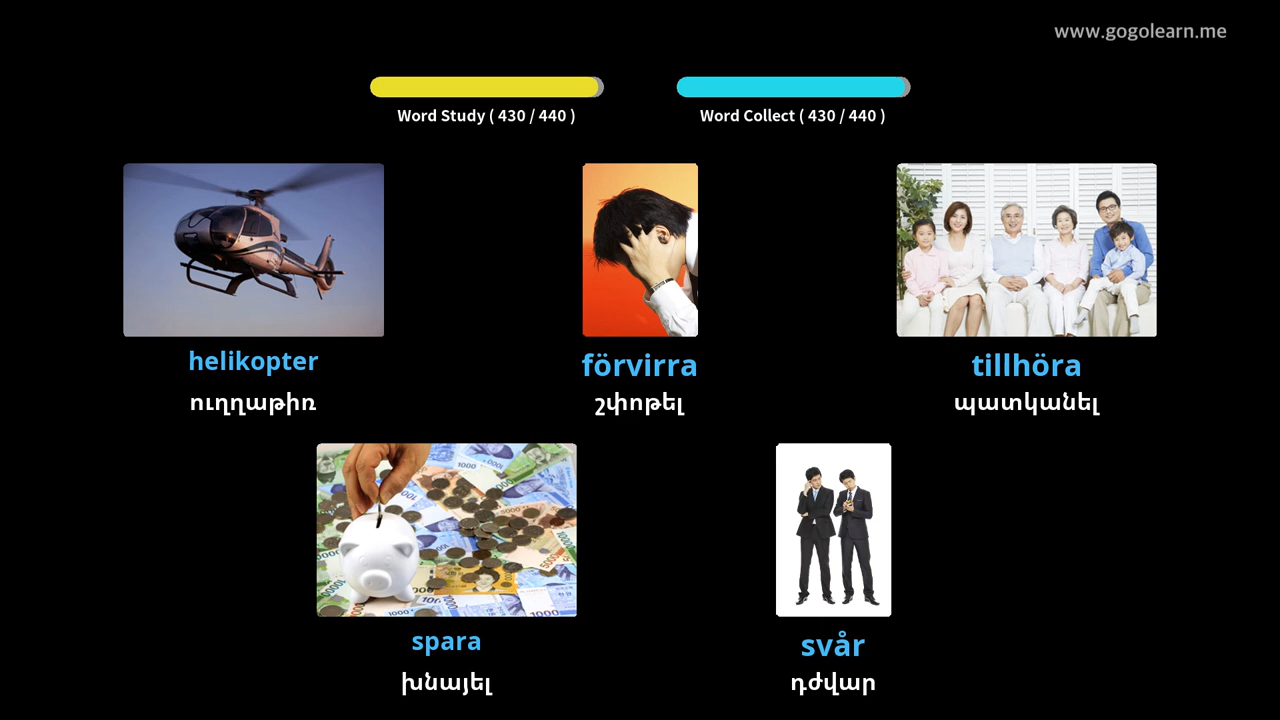 www.gogolearn.me
Word Study ( 430 / 440 )
Word Collect ( 430 / 440 )
helikopter
förvirra
tillhöra
ուղղաթիռ
շփոթել
պատկանել
spara
svår
խնայել
դժվար